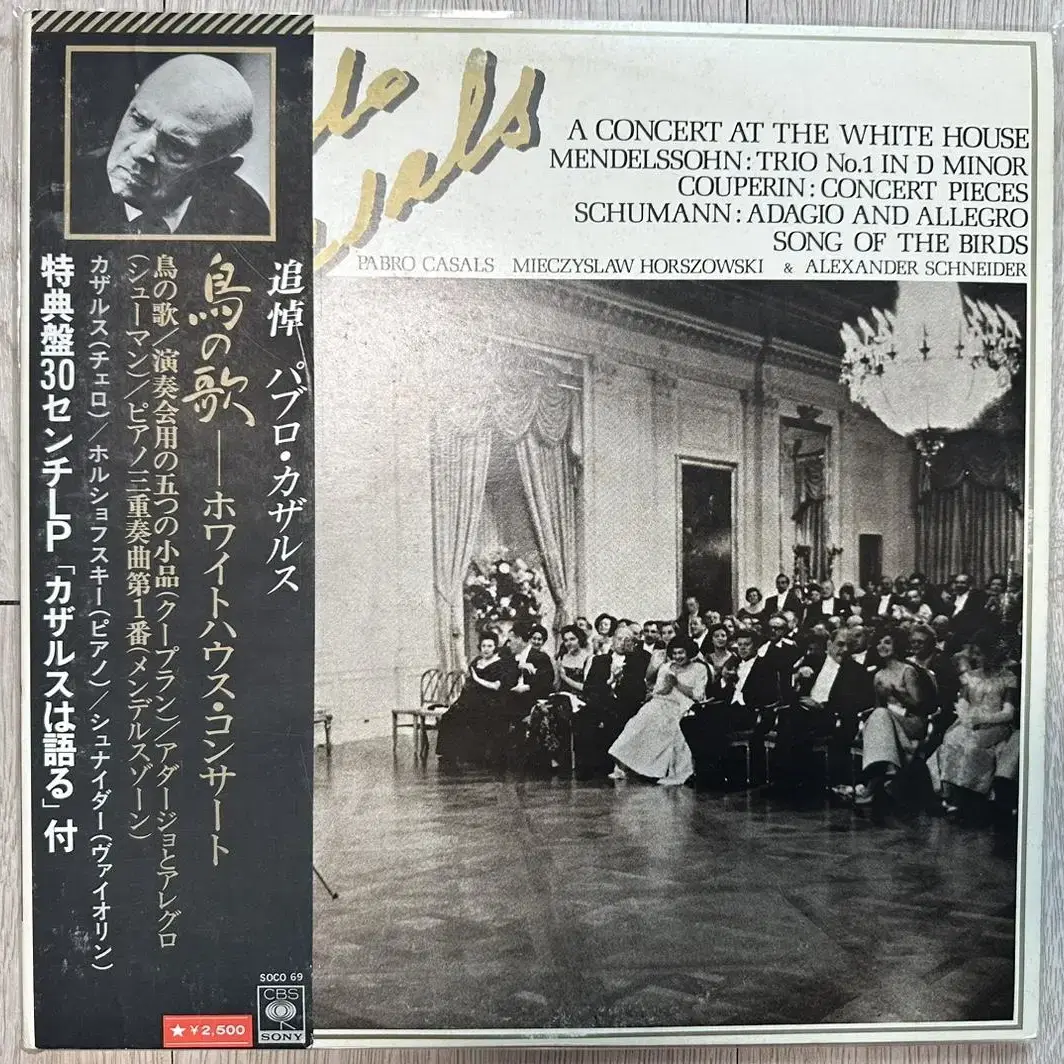 lo
sals
A CONCERT AT THE WHITE HOUSE
MENDELSSOHN: TRIO No.1 IN D MINOR
COUPERIN: CONCERT PIECES
SCHUMANN: ADAGIO AND ALLEGRO
SONG OF THE BIRDS
PABRO CASALS MIECZYSLAW HORSZOWSKI & ALEXANDER SCHNEIDER
追悼 パブロ・カザルス
鳥の歌──ホワイトハウス・コンサート
鳥の歌/演奏会用の五つの小品(クープラン)/アダージョとアレグロ
(シューマン)/ピアノ三重奏曲第1番(メンデルスゾーン)
カザルス(チェロ)/ホルショフスキー(ピアノ)/シュナイダー(ヴァイオリン)
特典盤30センチLP「カザルスは語る」付
SOCO 69
CBS
SONY
★¥2,500